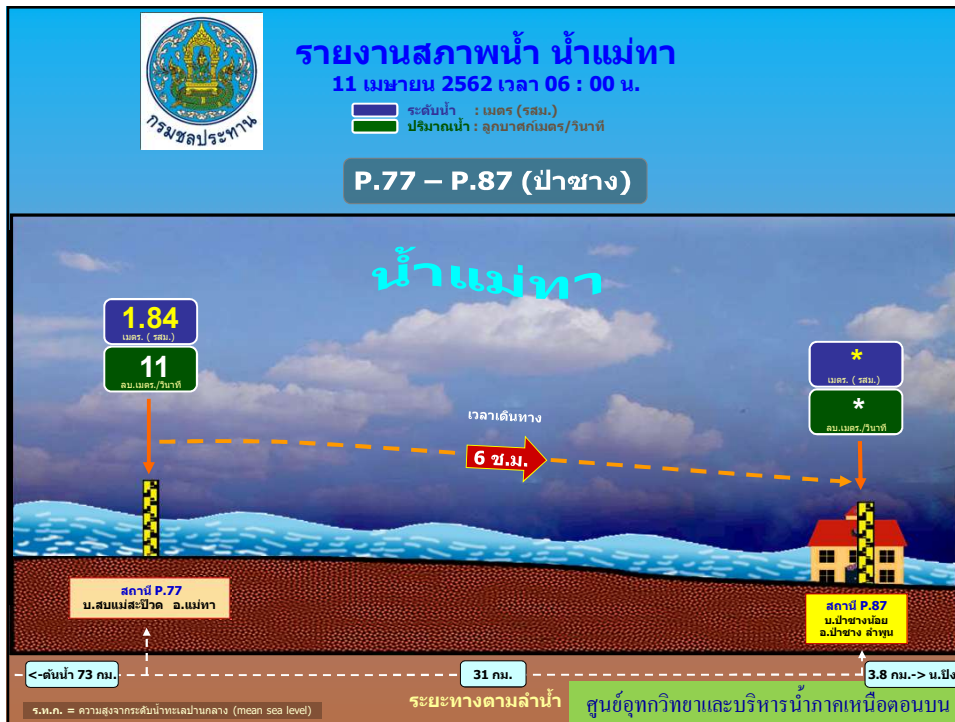 รายงานสภาพน้ำ น้ำแม่ทา
11 เมษายน 2562 เวลา 06 : 00 น.
ระดับน้ำ : เมตร (รสม.)
ปริมาณน้ำ : ลูกบาศก์เมตร/วินาที
กรมชลประทาน
P.77 – P.87 (ป่าซาง)
น้ำแม่ทา
1.84
เมตร. ( รสม.)
11
ลบ.เมตร./วินาที
*
เมตร. ( รสม.)
*
ลบ.เมตร./วินาที
เวลาเดินทาง
6 ช.ม.
สถานี P.77
บ.สบแม่สะป๊วด อ.แม่ทา
สถานี P.87
บ.ป่าซางน้อย
อ.ป่าซาง ลำพูน
<-ต้นน้ำ 73 กม.
31 กม.
3.8 กม.-> น.ปิง
ระยะทางตามลำน้ำ
ร.ท.ก. = ความสูงจากระดับน้ำทะเลปานกลาง (mean sea level)
ศูนย์อุทกวิทยาและบริหารน้ำภาคเหนือตอนบน